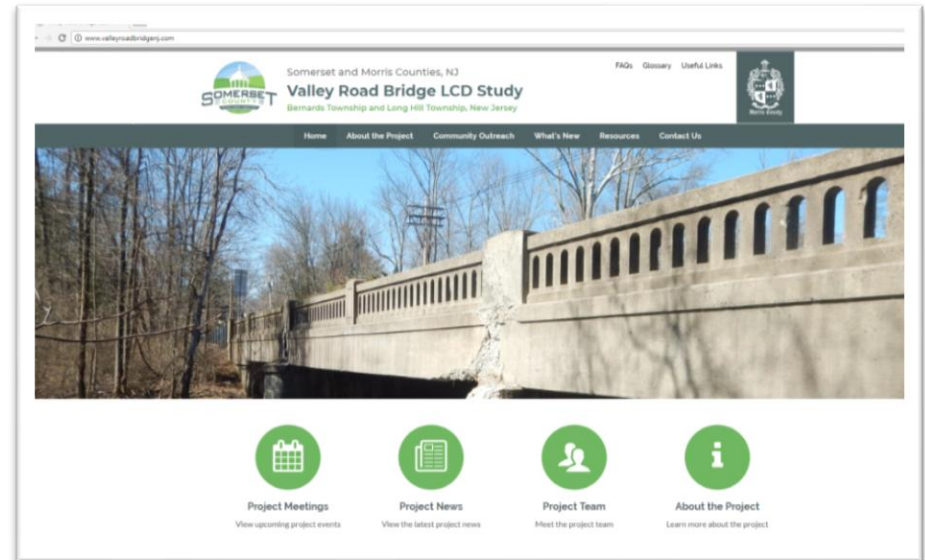 www.valleyroadbridgenj.com
FAQs Glossary Useful Links
SOMERSET
COUNTY
Somerset and Morris Counties, NJ
Valley Road Bridge LCD Study
Bernards Township and Long Hill Township, New Jersey
Morris County
Home About the Project Community Outreach What's New Resources Contact Us
Project Meetings Project News Project Team About the Project
View upcoming project events View the latest project news Meet the project team Learn more about the project